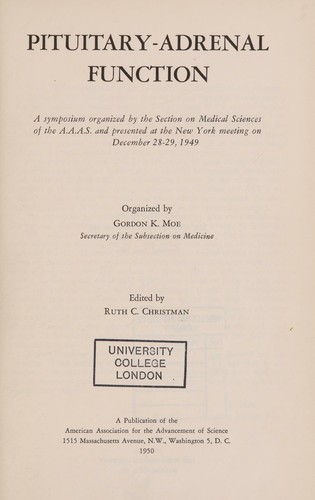 PITUITARY-ADRENAL
FUNCTION
A symposium organized by the Section on Medical Sciences
of the A.A.A.S. and presented at the New York meeting on
December 28-29, 1949
Organized by
GORDON K. MOE
Secretary of the Subsection on Medicine
Edited by
RUTH C. CHRISTMAN
UNIVERSITY
COLLEGE
LONDON
A Publication of the
American Association for the Advancement of Science
1515 Massachusetts Avenue, N.W., Washington 5, D. C.
1950